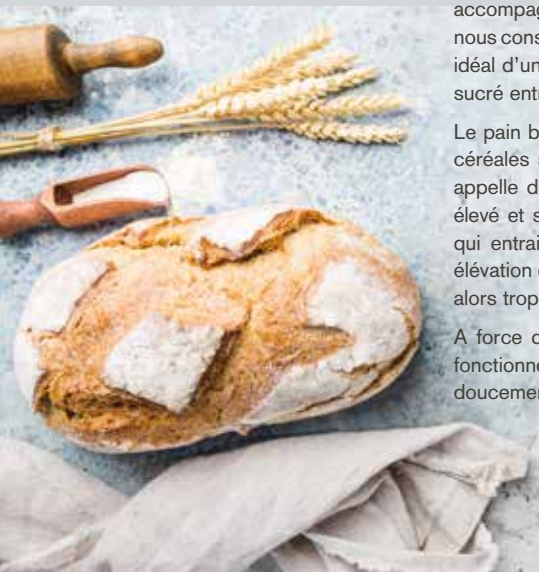 accompag
nous cons
idéal d'un
sucré entr
Le pain b
céréales
appelle d
élevé et s
qui entrai
élévation
alors trop
A force d
fonctionne
doucemen